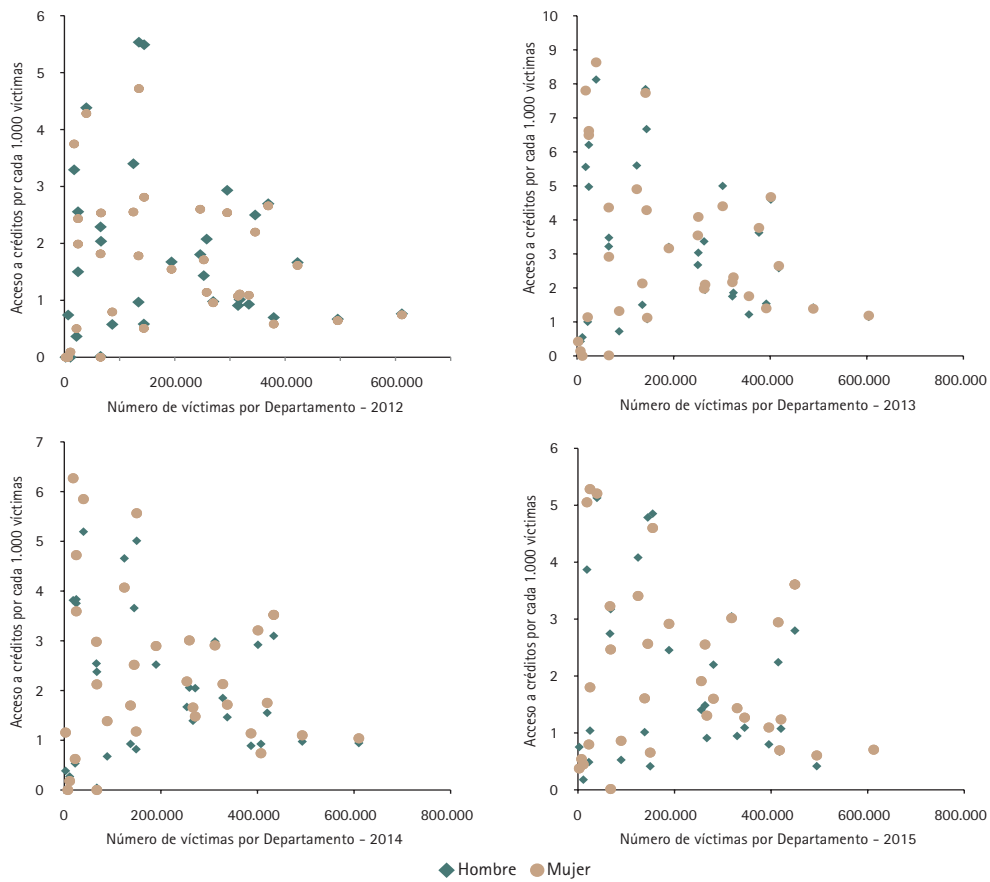 6
5
4
3
2
1
0
Acceso a créditos por cada 1.000 víctimas
0 200.000 400.000 600.000
Número de víctimas por Departamento - 2012
10
9
8
7
6
5
4
3
2
1
0
Acceso a créditos por cada 1.000 víctimas
0 200.000 400.000 600.000 800.000
Número de víctimas por Departamento - 2013
7
6
5
4
3
2
1
0
Acceso a créditos por cada 1.000 víctimas
0 200.000 400.000 600.000 800.000
Número de víctimas por Departamento - 2014
6
5
4
3
2
1
0
Acceso a créditos por cada 1.000 víctimas
0 200.000 400.000 600.000 800.000
Número de víctimas por Departamento - 2015
Hombre Mujer